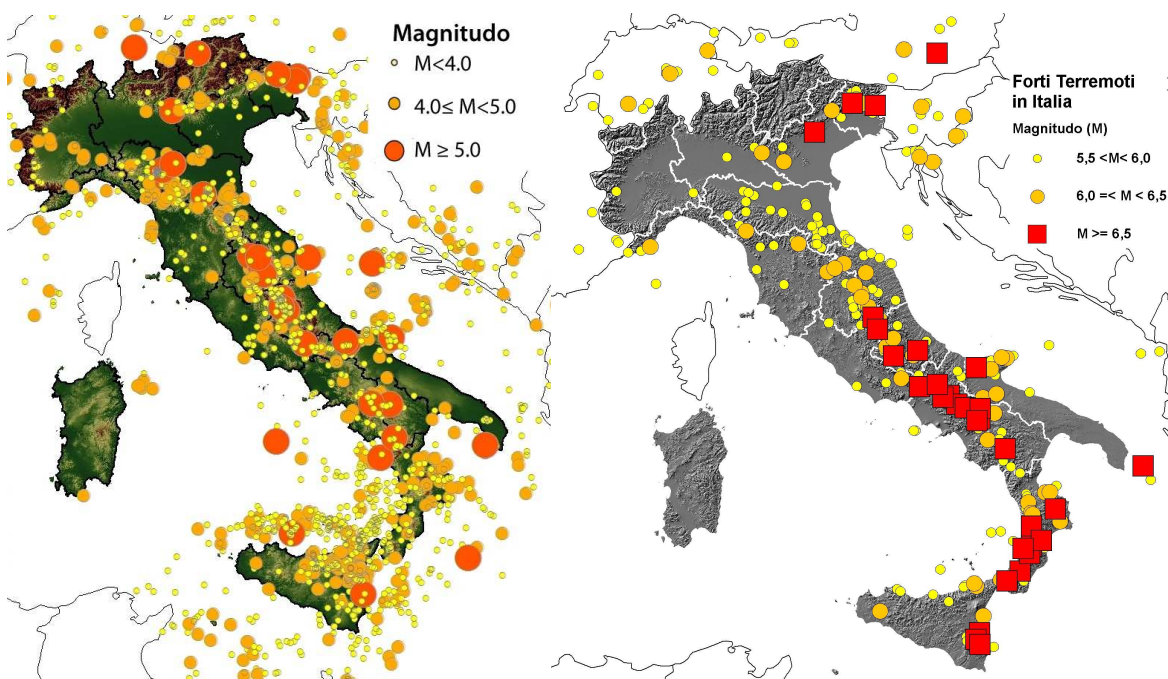 Magnitudo
M<4.0
4.0≤ M<5.0
M ≥ 5.0
Forti Terremoti
in Italia
Magnitudo (M)
5,5 <M< 6,0
6,0 =< M < 6,5
M >= 6,5